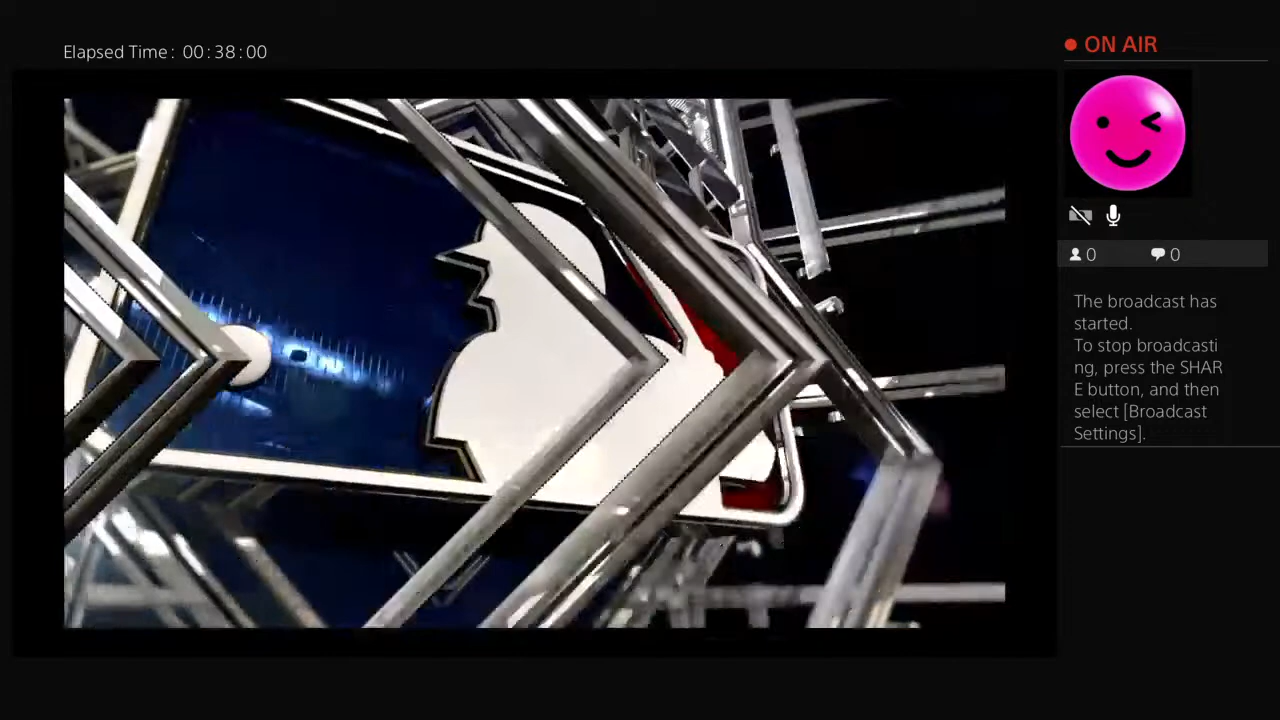 Elapsed Time: 00:38:00
ON AIR
0
0
The broadcast has
started.
To stop broadcasti
ng, press the SHAR
E button, and then
select [Broadcast
Settings].